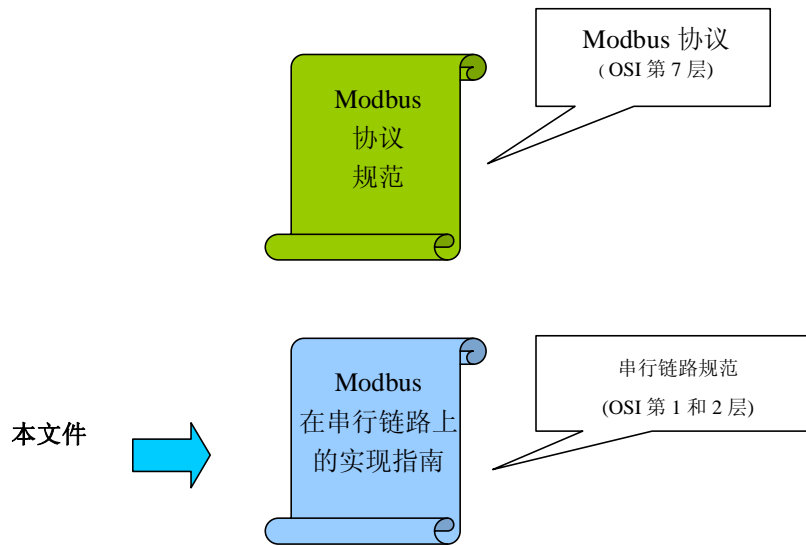 Modbus 协议
( OSI 第 7 层)
Modbus
协议
规范
串行链路规范
(OSI 第 1 和 2 层)
Modbus
在串行链路上
的实现指南
本文件